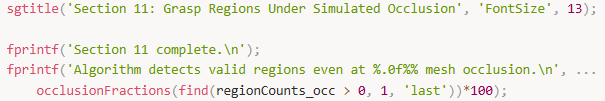 sgtitle('Section 11: Grasp Regions Under Simulated Occlusion', 'FontSize', 13);
fprintf('Section 11 complete.\n');
fprintf('Algorithm detects valid regions even at %.0f%% mesh occlusion.\n', ...
occlusionFractions(find(regionCounts_occ > 0, 1, 'last'))*100);